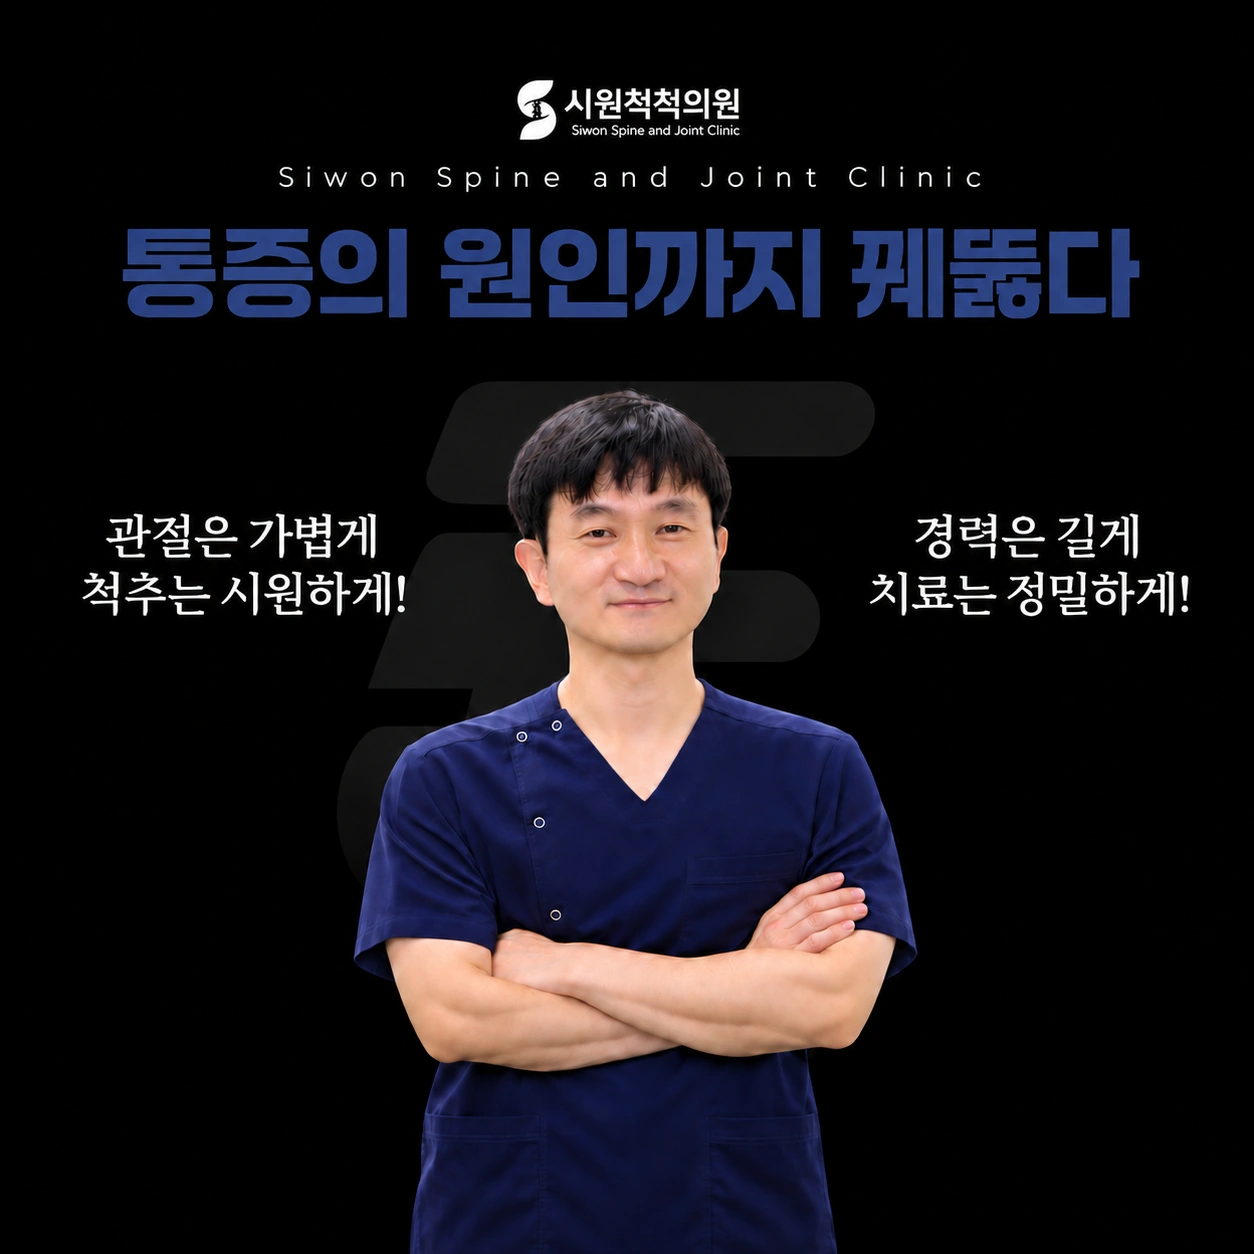 시원척척의원
Siwon Spine and Joint Clinic
Siwon Spine and Joint Clinic
통증의 원인까지 꿰뚫다
관절은 가볍게
척추는 시원하게!
경력은 길게
치료는 정밀하게!